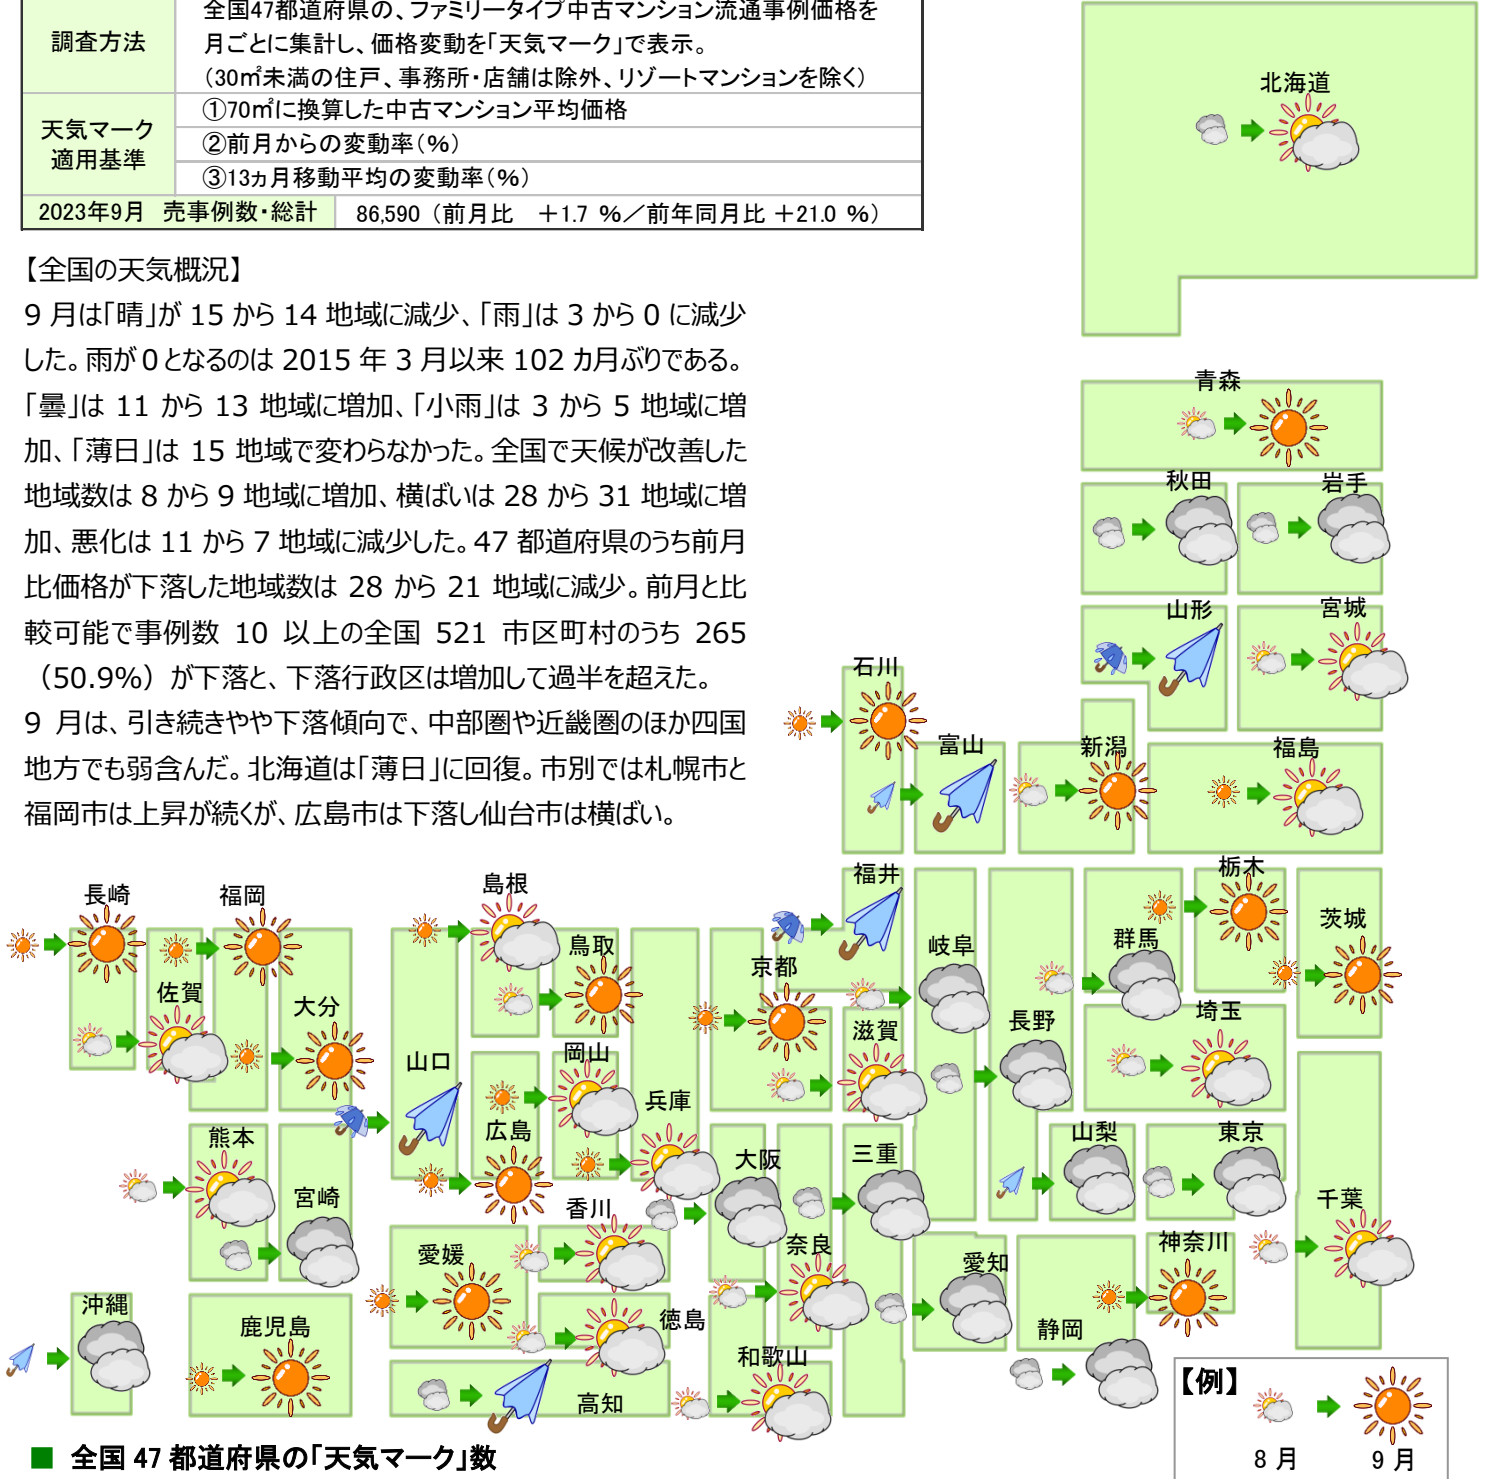 全国47都道府県の、ファミリータイプ中古マンション流通事例価格を
調査方法
月ごとに集計し、価格変動を「天気マーク」で表示。
（30㎡未満の住戸、事務所・店舗は除外、リゾートマンションを除く）
天気マーク
適用基準
①70㎡に換算した中古マンション平均価格
②前月からの変動率（％）
③13ヵ月移動平均の変動率（％）
2023年9月　売事例数・総計　86,590（前月比　＋1.7 ％／前年同月比 ＋21.0 ％）
【全国の天気概況】
9 月は「晴」が 15 から 14 地域に減少、「雨」は 3 から 0 に減少
した。雨が 0 となるのは 2015 年 3 月以来 102 カ月ぶりである。
「曇」は 11 から 13 地域に増加、「小雨」は 3 から 5 地域に増
加、「薄日」は 15 地域で変わらなかった。全国で天候が改善した
地域数は 8 から 9 地域に増加、横ばいは 28 から 31 地域に増
加、悪化は 11 から 7 地域に減少した。47 都道府県のうち前月
比価格が下落した地域数は 28 から 21 地域に減少。前月と比
較可能で事例数 10 以上の全国 521 市区町村のうち 265
（50.9％）が下落と、下落行政区は増加して過半を超えた。
9 月は、引き続きやや下落傾向で、中部圏や近畿圏のほか四国
地方でも弱含んだ。北海道は「薄日」に回復。市別では札幌市と
福岡市は上昇が続くが、広島市は下落し仙台市は横ばい。
北海道
青森
秋田
岩手
山形
宮城
石川
富山
新潟
福島
福井
栃木
長崎
福岡
島根
鳥取
京都
岐阜
群馬
茨城
佐賀
大分
山口
岡山
滋賀
長野
埼玉
兵庫
熊本
広島
大阪
三重
山梨
東京
宮崎
香川
千葉
愛媛
奈良
愛知
神奈川
沖縄
鹿児島
徳島
静岡
和歌山
高知
【例】
8 月
9 月
■ 全国 47 都道府県の「天気マーク」数